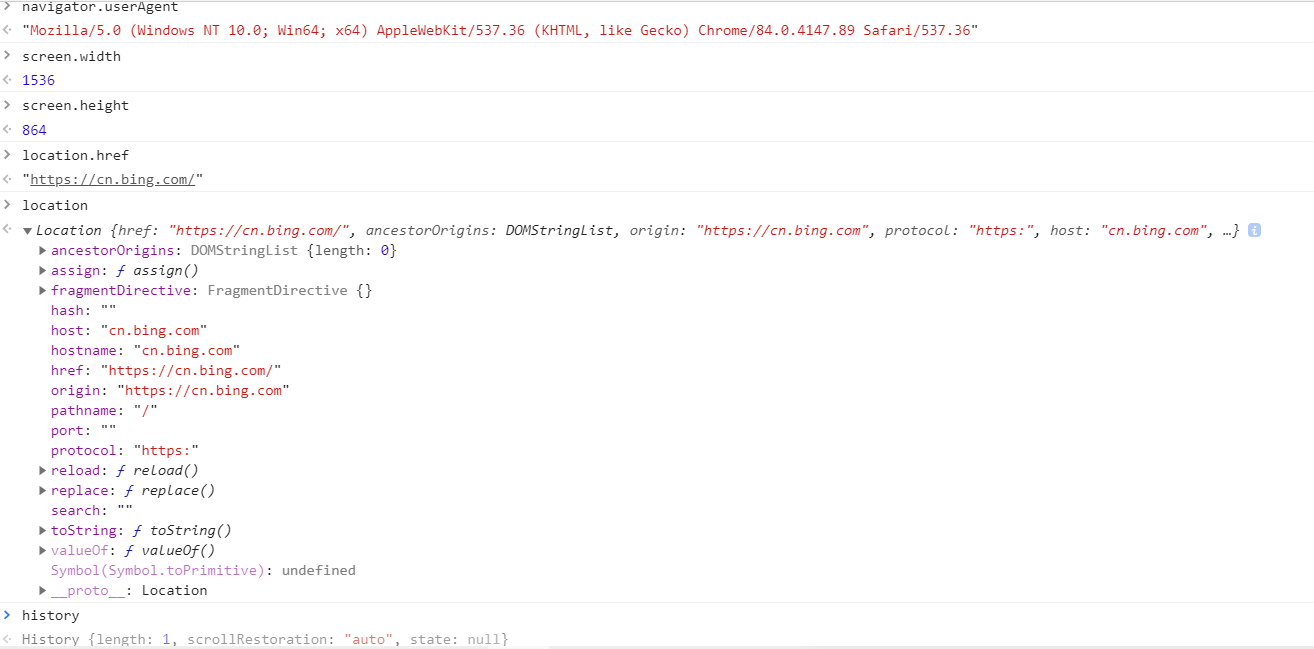 navigator.userAgent
"Mozilla/5.0 (Windows NT 10.0; Win64; x64) AppleWebKit/537.36 (KHTML, like Gecko) Chrome/84.0.4147.89 Safari/537.36"
screen.width
1536
screen.height
864
location.href
"https://cn.bing.com/"
location
Location {href: "https://cn.bing.com/", ancestorOrigins: DOMStringList, origin: "https://cn.bing.com", protocol: "https:", host: "cn.bing.com", …}
ancestorOrigins: DOMStringList {length: 0}
assign: ƒ assign()
fragmentDirective: FragmentDirective {}
hash: ""
host: "cn.bing.com"
hostname: "cn.bing.com"
href: "https://cn.bing.com/"
origin: "https://cn.bing.com"
pathname: "/"
port: ""
protocol: "https:"
reload: ƒ reload()
replace: ƒ replace()
search: ""
toString: ƒ toString()
valueOf: ƒ valueOf()
Symbol(Symbol.toPrimitive): undefined
__proto__: Location
history
History {length: 1, scrollRestoration: "auto", state: null}